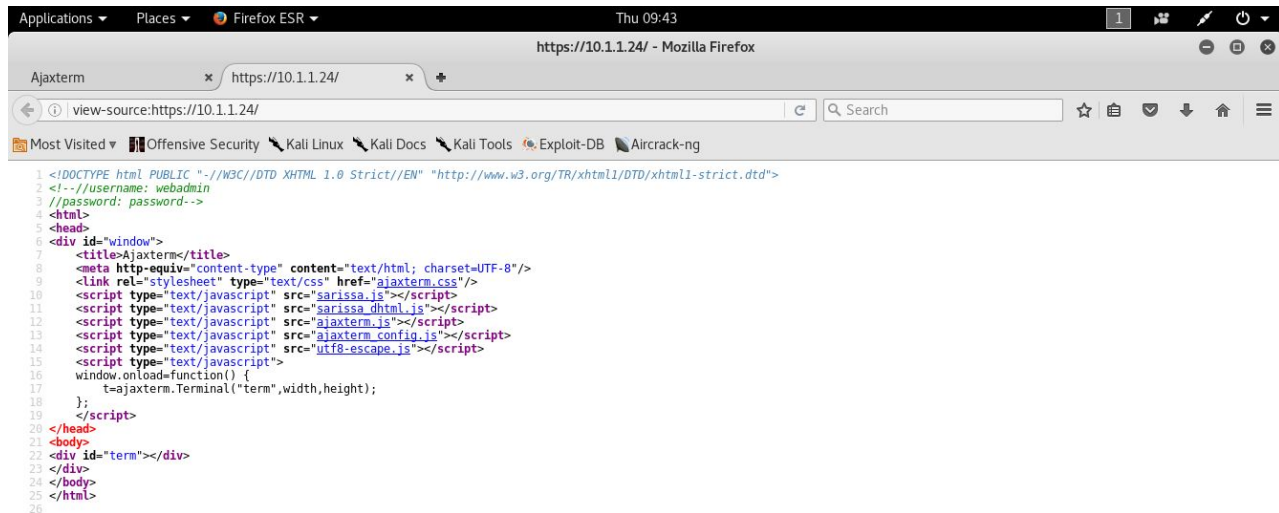 Applications ▾ Places ▾ Firefox ESR ▾ Thu 09:43 1
https://10.1.1.24/ - Mozilla Firefox
Ajaxterm × https://10.1.1.24/ ×
view-source:https://10.1.1.24/ Search
Most Visited ▾ Offensive Security Kali Linux Kali Docs Kali Tools Exploit-DB Aircrack-ng
1 <!DOCTYPE html PUBLIC "-//W3C//DTD XHTML 1.0 Strict//EN" "http://www.w3.org/TR/xhtml1/DTD/xhtml1-strict.dtd">
2 <!--//username: webadmin
3 //password: password-->
4 <html>
5 <head>
6 <div id="window">
7 <title>Ajaxterm</title>
8 <meta http-equiv="content-type" content="text/html; charset=UTF-8"/>
9 <link rel="stylesheet" type="text/css" href="ajaxterm.css"/>
10 <script type="text/javascript" src="sarissa.js"></script>
11 <script type="text/javascript" src="sarissa_dhtml.js"></script>
12 <script type="text/javascript" src="ajaxterm.js"></script>
13 <script type="text/javascript" src="ajaxterm_config.js"></script>
14 <script type="text/javascript" src="utf8-escape.js"></script>
15 <script type="text/javascript">
16 window.onload=function() {
17 t=ajaxterm.Terminal("term",width,height);
18 };
19 </script>
20 </head>
21 <body>
22 <div id="term"></div>
23 </div>
24 </body>
25 </html>
26